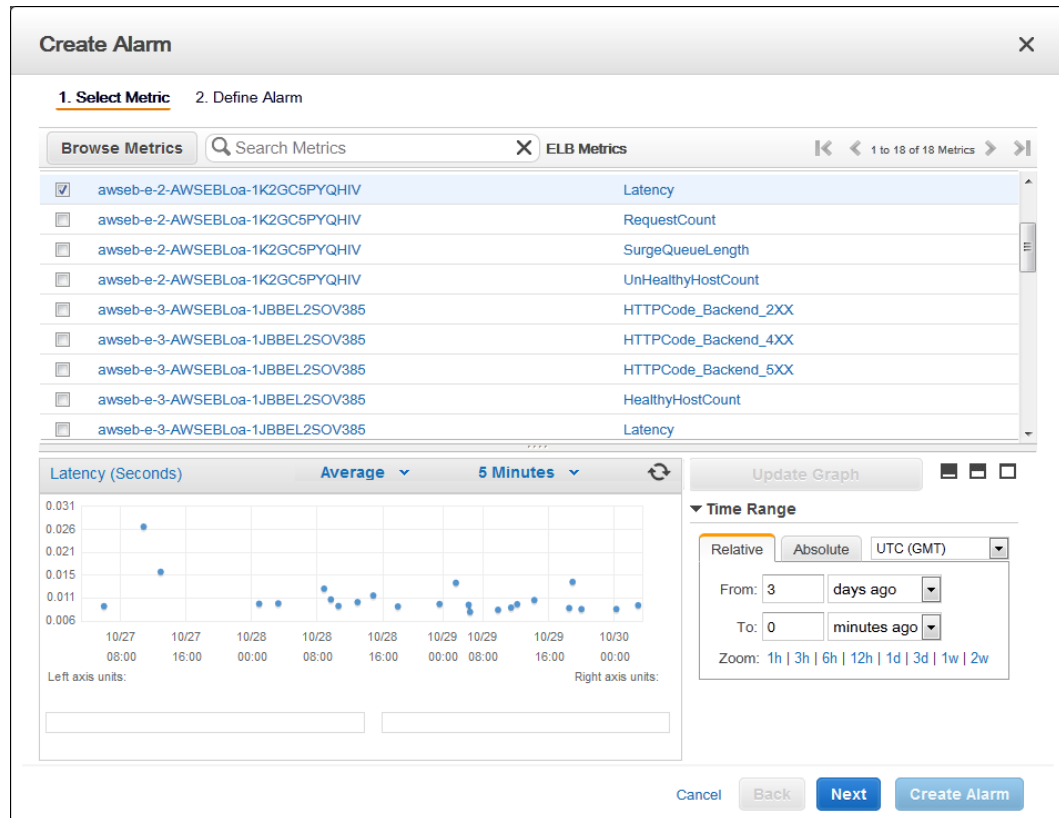 Create Alarm
1. Select Metric 2. Define Alarm
Browse Metrics Search Metrics ELB Metrics 1 to 18 of 18 Metrics
awseb-e-2-AWSEBLoa-1K2GC5PYQHIV Latency
awseb-e-2-AWSEBLoa-1K2GC5PYQHIV RequestCount
awseb-e-2-AWSEBLoa-1K2GC5PYQHIV SurgeQueueLength
awseb-e-2-AWSEBLoa-1K2GC5PYQHIV UnHealthyHostCount
awseb-e-3-AWSEBLoa-1JBBEL2SOV385 HTTPCode_Backend_2XX
awseb-e-3-AWSEBLoa-1JBBEL2SOV385 HTTPCode_Backend_4XX
awseb-e-3-AWSEBLoa-1JBBEL2SOV385 HTTPCode_Backend_5XX
awseb-e-3-AWSEBLoa-1JBBEL2SOV385 HealthyHostCount
awseb-e-3-AWSEBLoa-1JBBEL2SOV385 Latency
Latency (Seconds) Average 5 Minutes
0.031
0.026
0.021
0.015
0.011
0.006
10/27 10/27 10/28 10/28 10/28 10/29 10/29 10/29 10/30
08:00 16:00 00:00 08:00 16:00 00:00 08:00 16:00 00:00
Left axis units: Right axis units:
Update Graph
Time Range
Relative Absolute UTC (GMT)
From: 3 days ago
To: 0 minutes ago
Zoom: 1h | 3h | 6h | 12h | 1d | 3d | 1w | 2w
Cancel Back Next Create Alarm